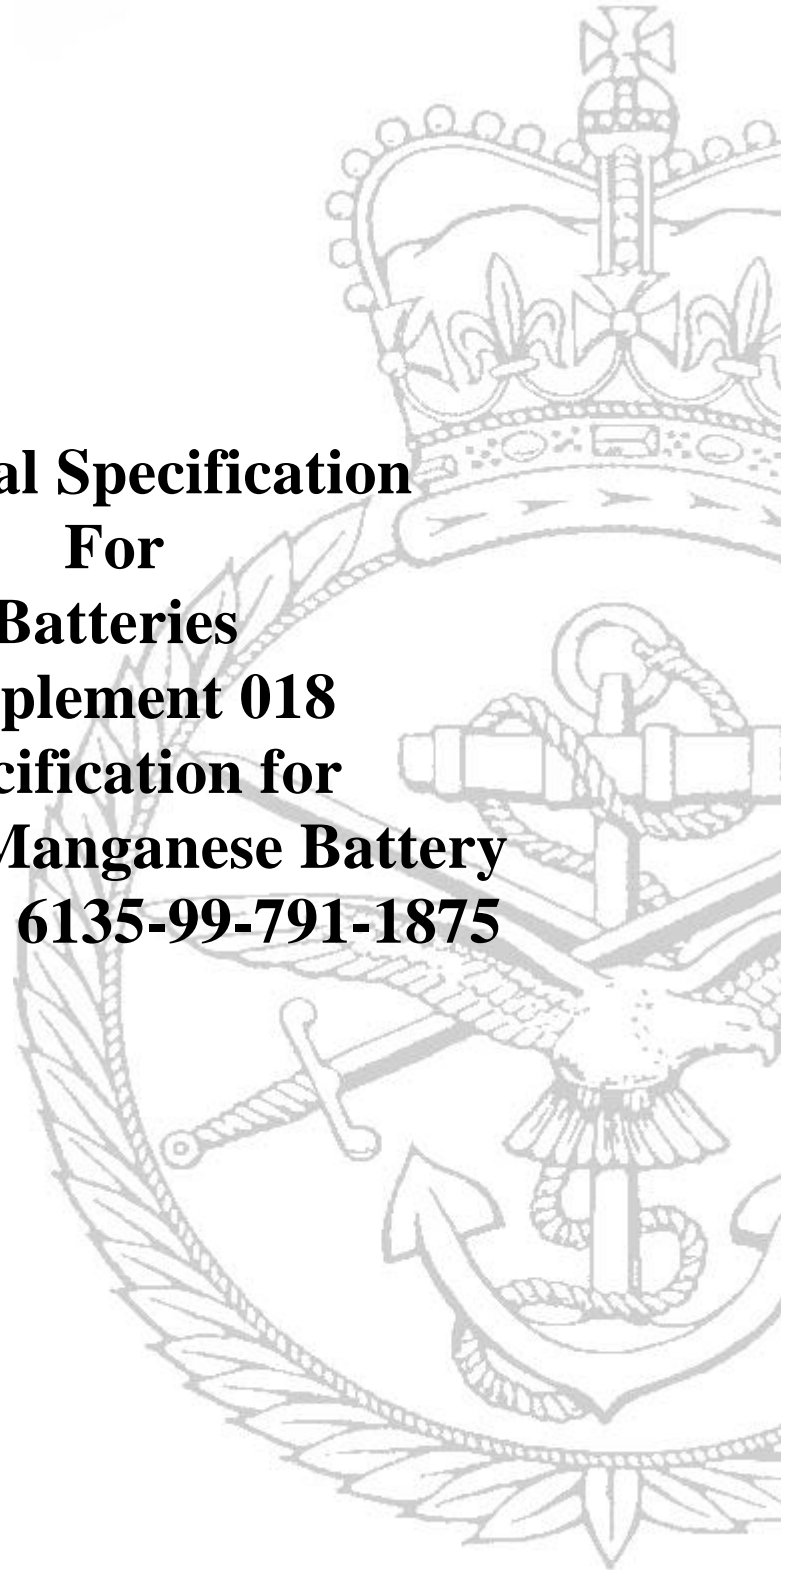 al Specification
For
Batteries
plement 018
cification for
Manganese Battery
6135-99-791-1875